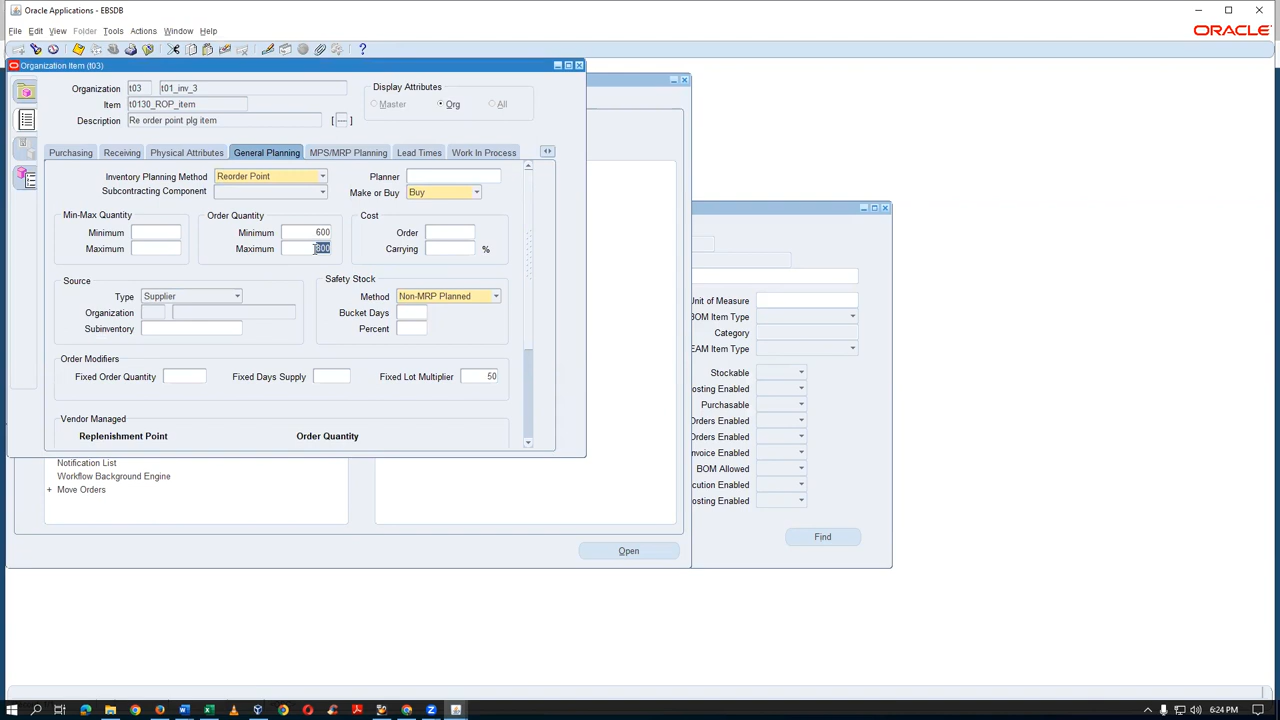 Oracle Applications - EBSDB
File Edit View Folder Tools Actions Window Help
ORACLE
Organization Item (t03)
Organization t03 t01_inv_3
Item t0130_ROP_item
Description Re order point plg item [ ]
Display Attributes
Master Org All
Purchasing Receiving Physical Attributes General Planning MPS/MRP Planning Lead Times Work In Process
Inventory Planning Method Reorder Point Planner
Subcontracting Component Make or Buy Buy
Min-Max Quantity Order Quantity Cost
Minimum Minimum 600 Order
Maximum Maximum 800 Carrying %
Source Safety Stock
Type Supplier Method Non-MRP Planned
Organization Bucket Days
Subinventory Percent
Order Modifiers
Fixed Order Quantity Fixed Days Supply Fixed Lot Multiplier 50
Vendor Managed
Replenishment Point Order Quantity
Notification List
Workflow Background Engine
+ Move Orders
Open
Unit of Measure
BOM Item Type
Category
EAM Item Type
Stockable
osting Enabled
Purchasable
Orders Enabled
Orders Enabled
nvoice Enabled
BOM Allowed
cution Enabled
osting Enabled
Find
6:24 PM